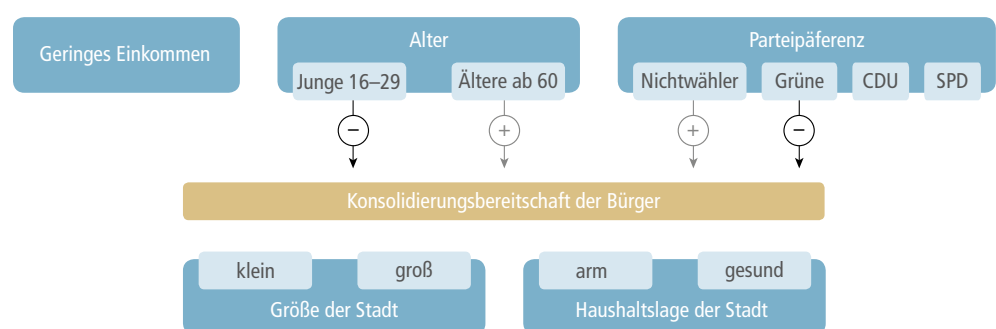 Geringes Einkommen
Alter
Junge 16–29
Ältere ab 60
Parteipäferenz
Nichtwähler
Grüne
CDU
SPD
−
+
+
−
Konsolidierungsbereitschaft der Bürger
klein
groß
Größe der Stadt
arm
gesund
Haushaltslage der Stadt